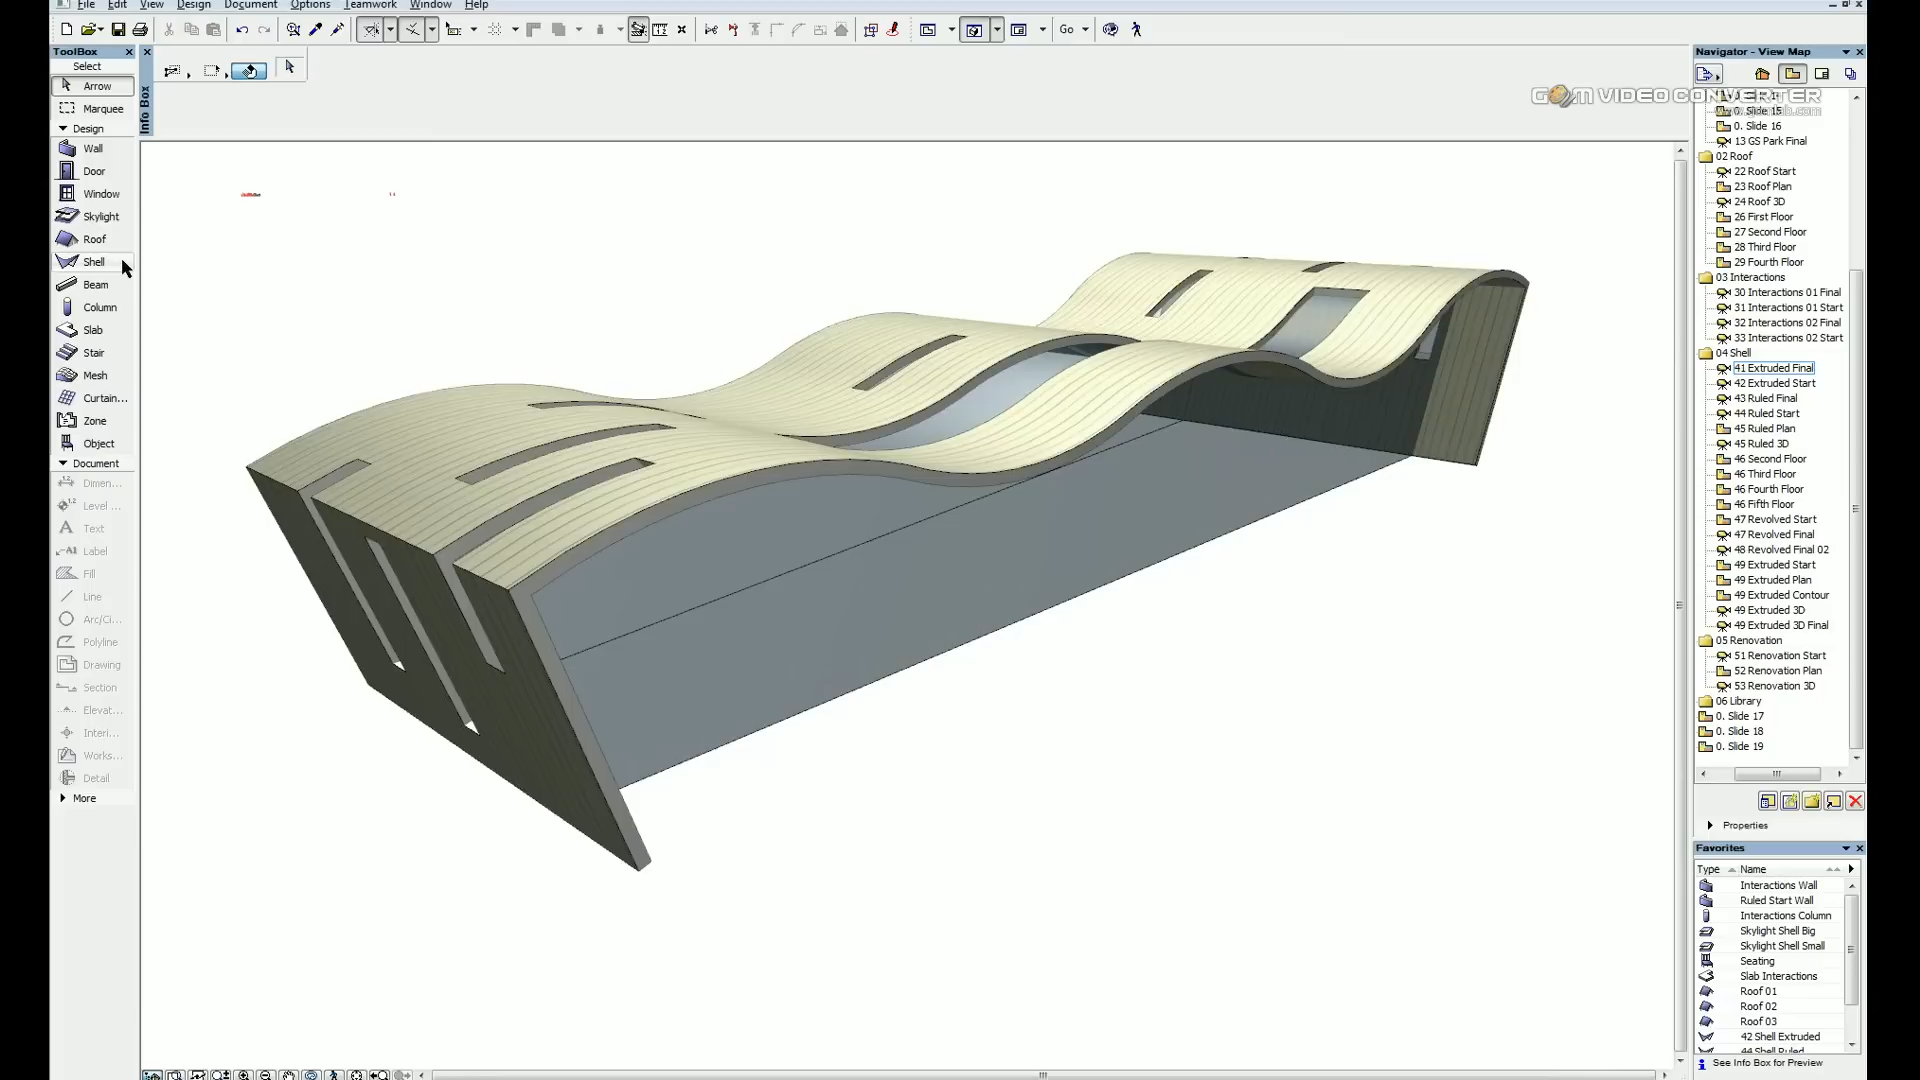 File Edit View Design Document Options Teamwork Window Help
Go
ToolBox
Select
Arrow
Marquee
Design
Wall
Door
Window
Skylight
Roof
Shell
Beam
Column
Slab
Stair
Mesh
Curtain...
Zone
Object
Document
Dimen...
Level ...
Text
Label
Fill
Line
Arc/Ci...
Polyline
Drawing
Section
Elevat...
Interi...
Works...
Detail
More
Info Box
GOM VIDEO CONVERTER
Navigator - View Map
0. Slide 15
0. Slide 16
13 GS Park Final
02 Roof
22 Roof Start
23 Roof Plan
24 Roof 3D
26 First Floor
27 Second Floor
28 Third Floor
29 Fourth Floor
03 Interactions
30 Interactions 01 Final
31 Interactions 01 Start
32 Interactions 02 Final
33 Interactions 02 Start
04 Shell
41 Extruded Final
42 Extruded Start
43 Ruled Final
44 Ruled Start
45 Ruled Plan
45 Ruled 3D
46 Second Floor
46 Third Floor
46 Fourth Floor
46 Fifth Floor
47 Revolved Start
47 Revolved Final
48 Revolved Final 02
49 Extruded Start
49 Extruded Plan
49 Extruded Contour
49 Extruded 3D
49 Extruded 3D Final
05 Renovation
51 Renovation Start
52 Renovation Plan
53 Renovation 3D
06 Library
0. Slide 17
0. Slide 18
0. Slide 19
Properties
Favorites
Type Name
Interactions Wall
Ruled Start Wall
Interactions Column
Skylight Shell Big
Skylight Shell Small
Seating
Slab Interactions
Roof 01
Roof 02
Roof 03
42 Shell Extruded
44 Shell Ruled
See Info Box for Preview